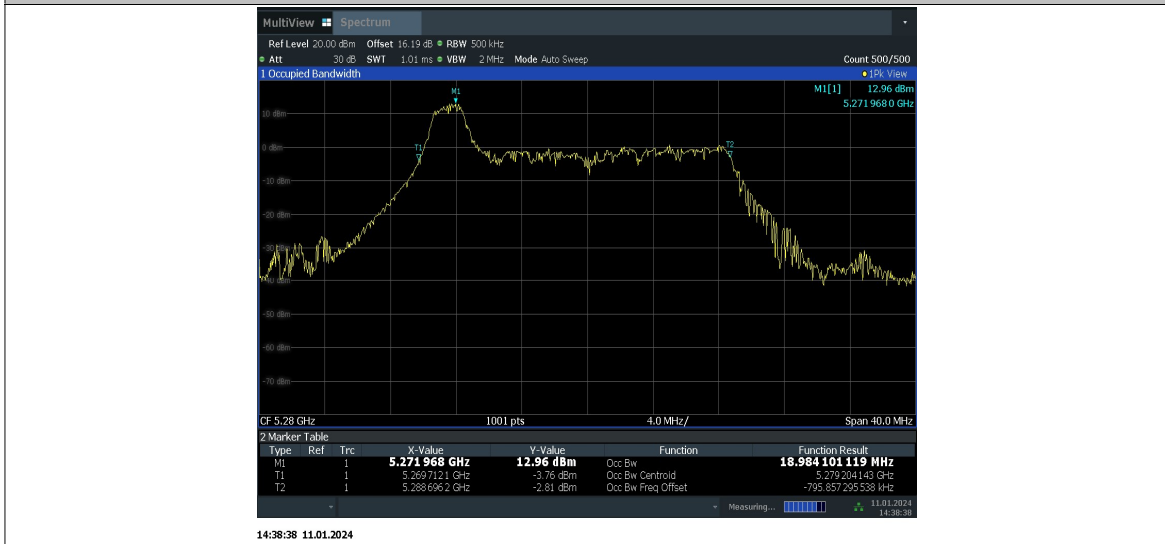 MultiView Spectrum
Ref Level 20.00 dBm Offset 16.19 dB RBW 500 kHz
Att 30 dB SWT 1.01 ms VBW 2 MHz Mode Auto Sweep Count 500/500
1 Occupied Bandwidth 1Pk View
M1[1] 12.96 dBm
5.271 968 0 GHz
M1
10 dBm
0 dBm
T1
T2
-10 dBm
-20 dBm
-30 dBm
-40 dBm
-50 dBm
-60 dBm
-70 dBm
CF 5.28 GHz 1001 pts 4.0 MHz/ Span 40.0 MHz
2 Marker Table
Type Ref Trc X-Value Y-Value Function Function Result
M1 1 5.271 968 GHz 12.96 dBm Occ Bw 18.984 101 119 MHz
T1 1 5.269 712 1 GHz -3.76 dBm Occ Bw Centroid 5.279 204 143 GHz
T2 1 5.288 696 2 GHz -2.81 dBm Occ Bw Freq Offset -795.857 295 538 kHz
Measuring... 11.01.2024
14:38:38
14:38:38 11.01.2024